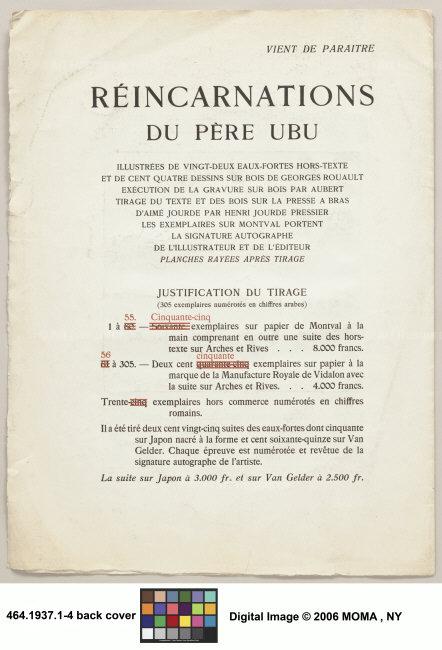 VIENT DE PARAITRE
RÉINCARNATIONS
DU PÈRE UBU
ILLUSTRÉES DE VINGT-DEUX EAUX-FORTES HORS-TEXTE
ET DE CENT QUATRE DESSINS SUR BOIS DE GEORGES ROUAULT
EXÉCUTION DE LA GRAVURE SUR BOIS PAR AUBERT
TIRAGE DU TEXTE ET DES BOIS SUR LA PRESSE A BRAS
D'AIMÉ JOURDE PAR HENRI JOURDE PRESSIER
LES EXEMPLAIRES SUR MONTVAL PORTENT
LA SIGNATURE AUTOGRAPHE
DE L'ILLUSTRATEUR ET DE L'ÉDITEUR
PLANCHES RAYÉES APRÈS TIRAGE
JUSTIFICATION DU TIRAGE
(305 exemplaires numérotés en chiffres arabes)
55. Cinquante-cinq
1 à 60. — Soixante exemplaires sur papier de Montval à la
main comprenant en outre une suite des hors-
texte sur Arches et Rives . . . 8.000 francs.
56 cinquante
61 à 305. — Deux cent quarante-cinq exemplaires sur papier à la
marque de la Manufacture Royale de Vidalon avec
la suite sur Arches et Rives. . . 4.000 francs.
Trente-cinq exemplaires hors commerce numérotés en chiffres
romains.
Il a été tiré deux cent vingt-cinq suites des eaux-fortes dont cinquante
sur Japon nacré à la forme et cent soixante-quinze sur Van
Gelder. Chaque épreuve est numérotée et revêtue de la
signature autographe de l'artiste.
La suite sur Japon à 3.000 fr. et sur Van Gelder à 2.500 fr.
464.1937.1-4 back cover
Digital Image © 2006 MOMA , NY